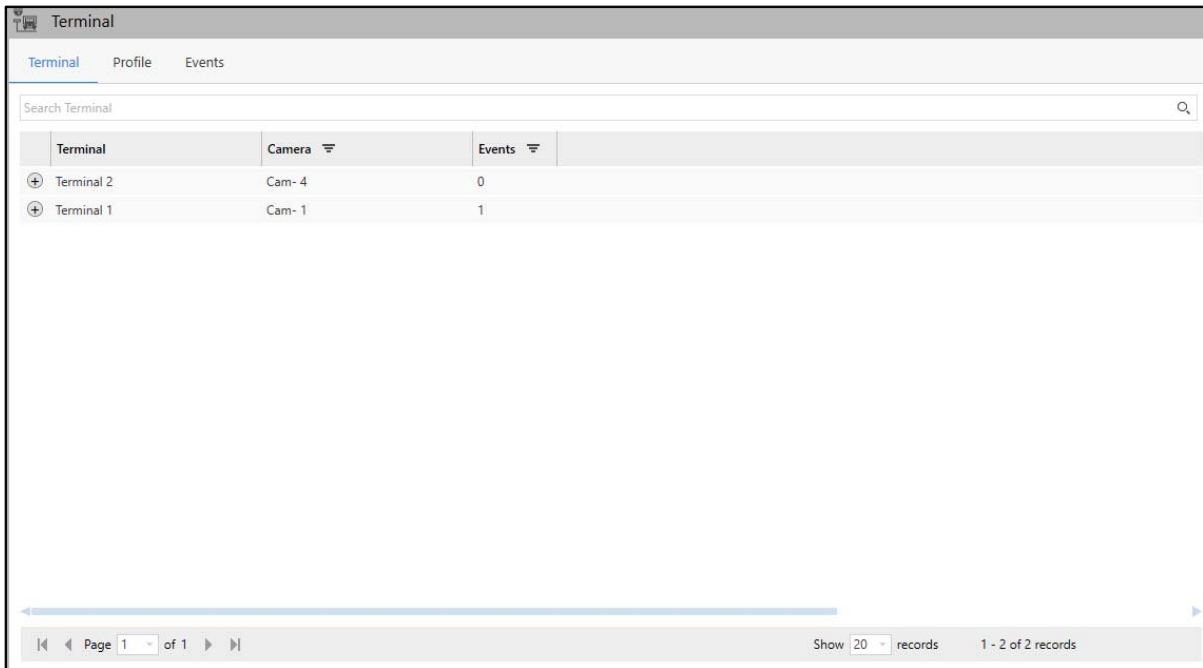 Terminal
Terminal Profile Events
Search Terminal
Terminal Camera Events
Terminal 2 Cam- 4 0
Terminal 1 Cam- 1 1
Page 1 of 1 Show 20 records 1 - 2 of 2 records